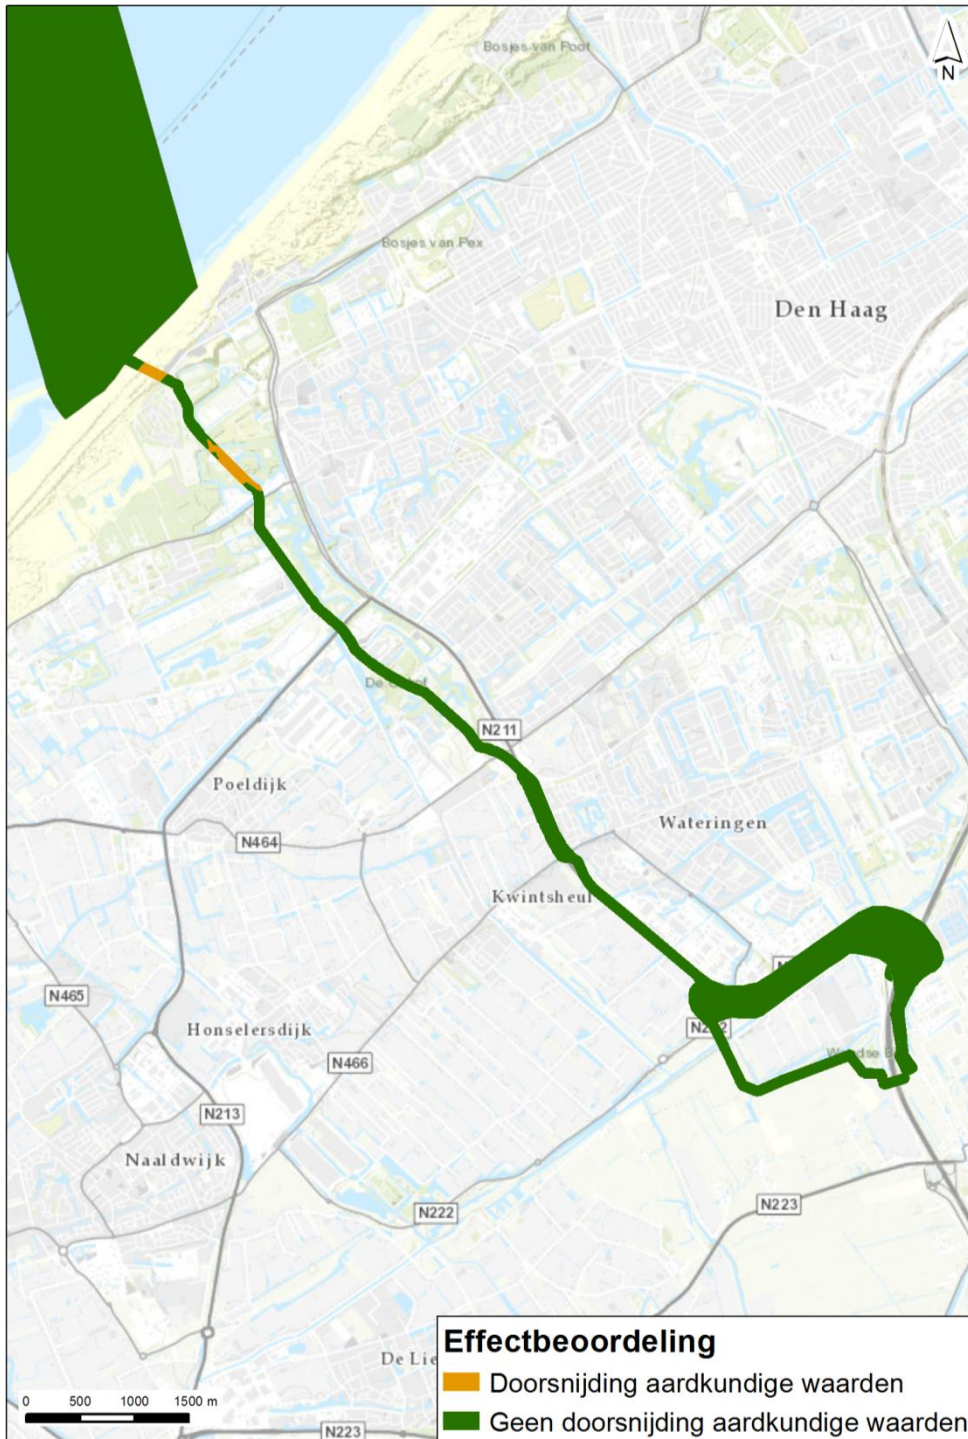 Bosjes van Poot
N
Bosjes van Pex
Den Haag
N211
Poeldijk
Wateringen
N464
Kwintsheul
N465
Honselersdijk
N466
N213
Naaldwijk
N222
N223
Effectbeoordeling
De Lie
Doorsnijding aardkundige waarden
0 500 1000 1500 m
Geen doorsnijding aardkundige waarden
N223